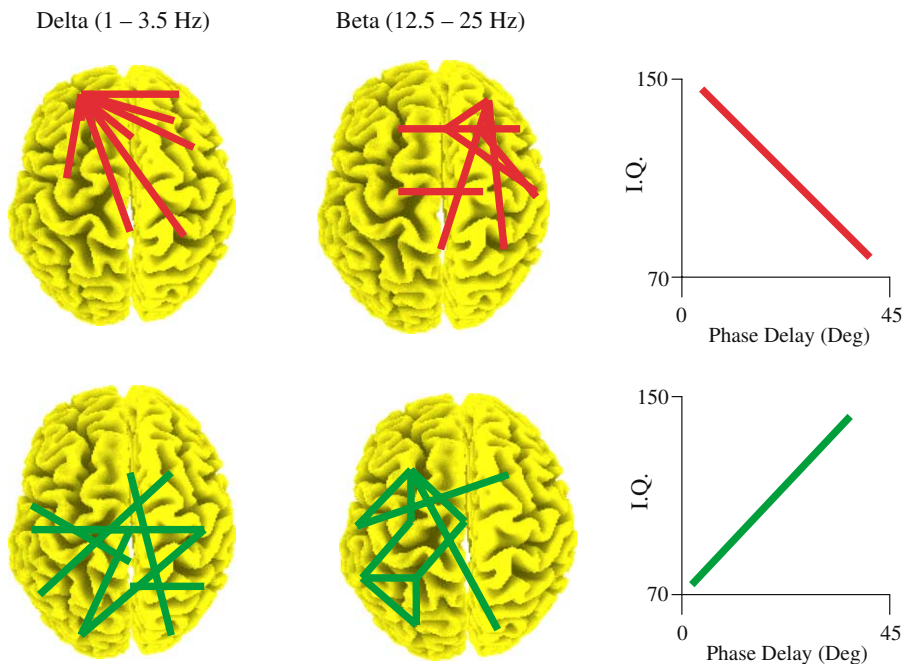 Delta (1 – 3.5 Hz)
Beta (12.5 – 25 Hz)
150
I.Q.
70
0
45
Phase Delay (Deg)
150
I.Q.
70
0
45
Phase Delay (Deg)